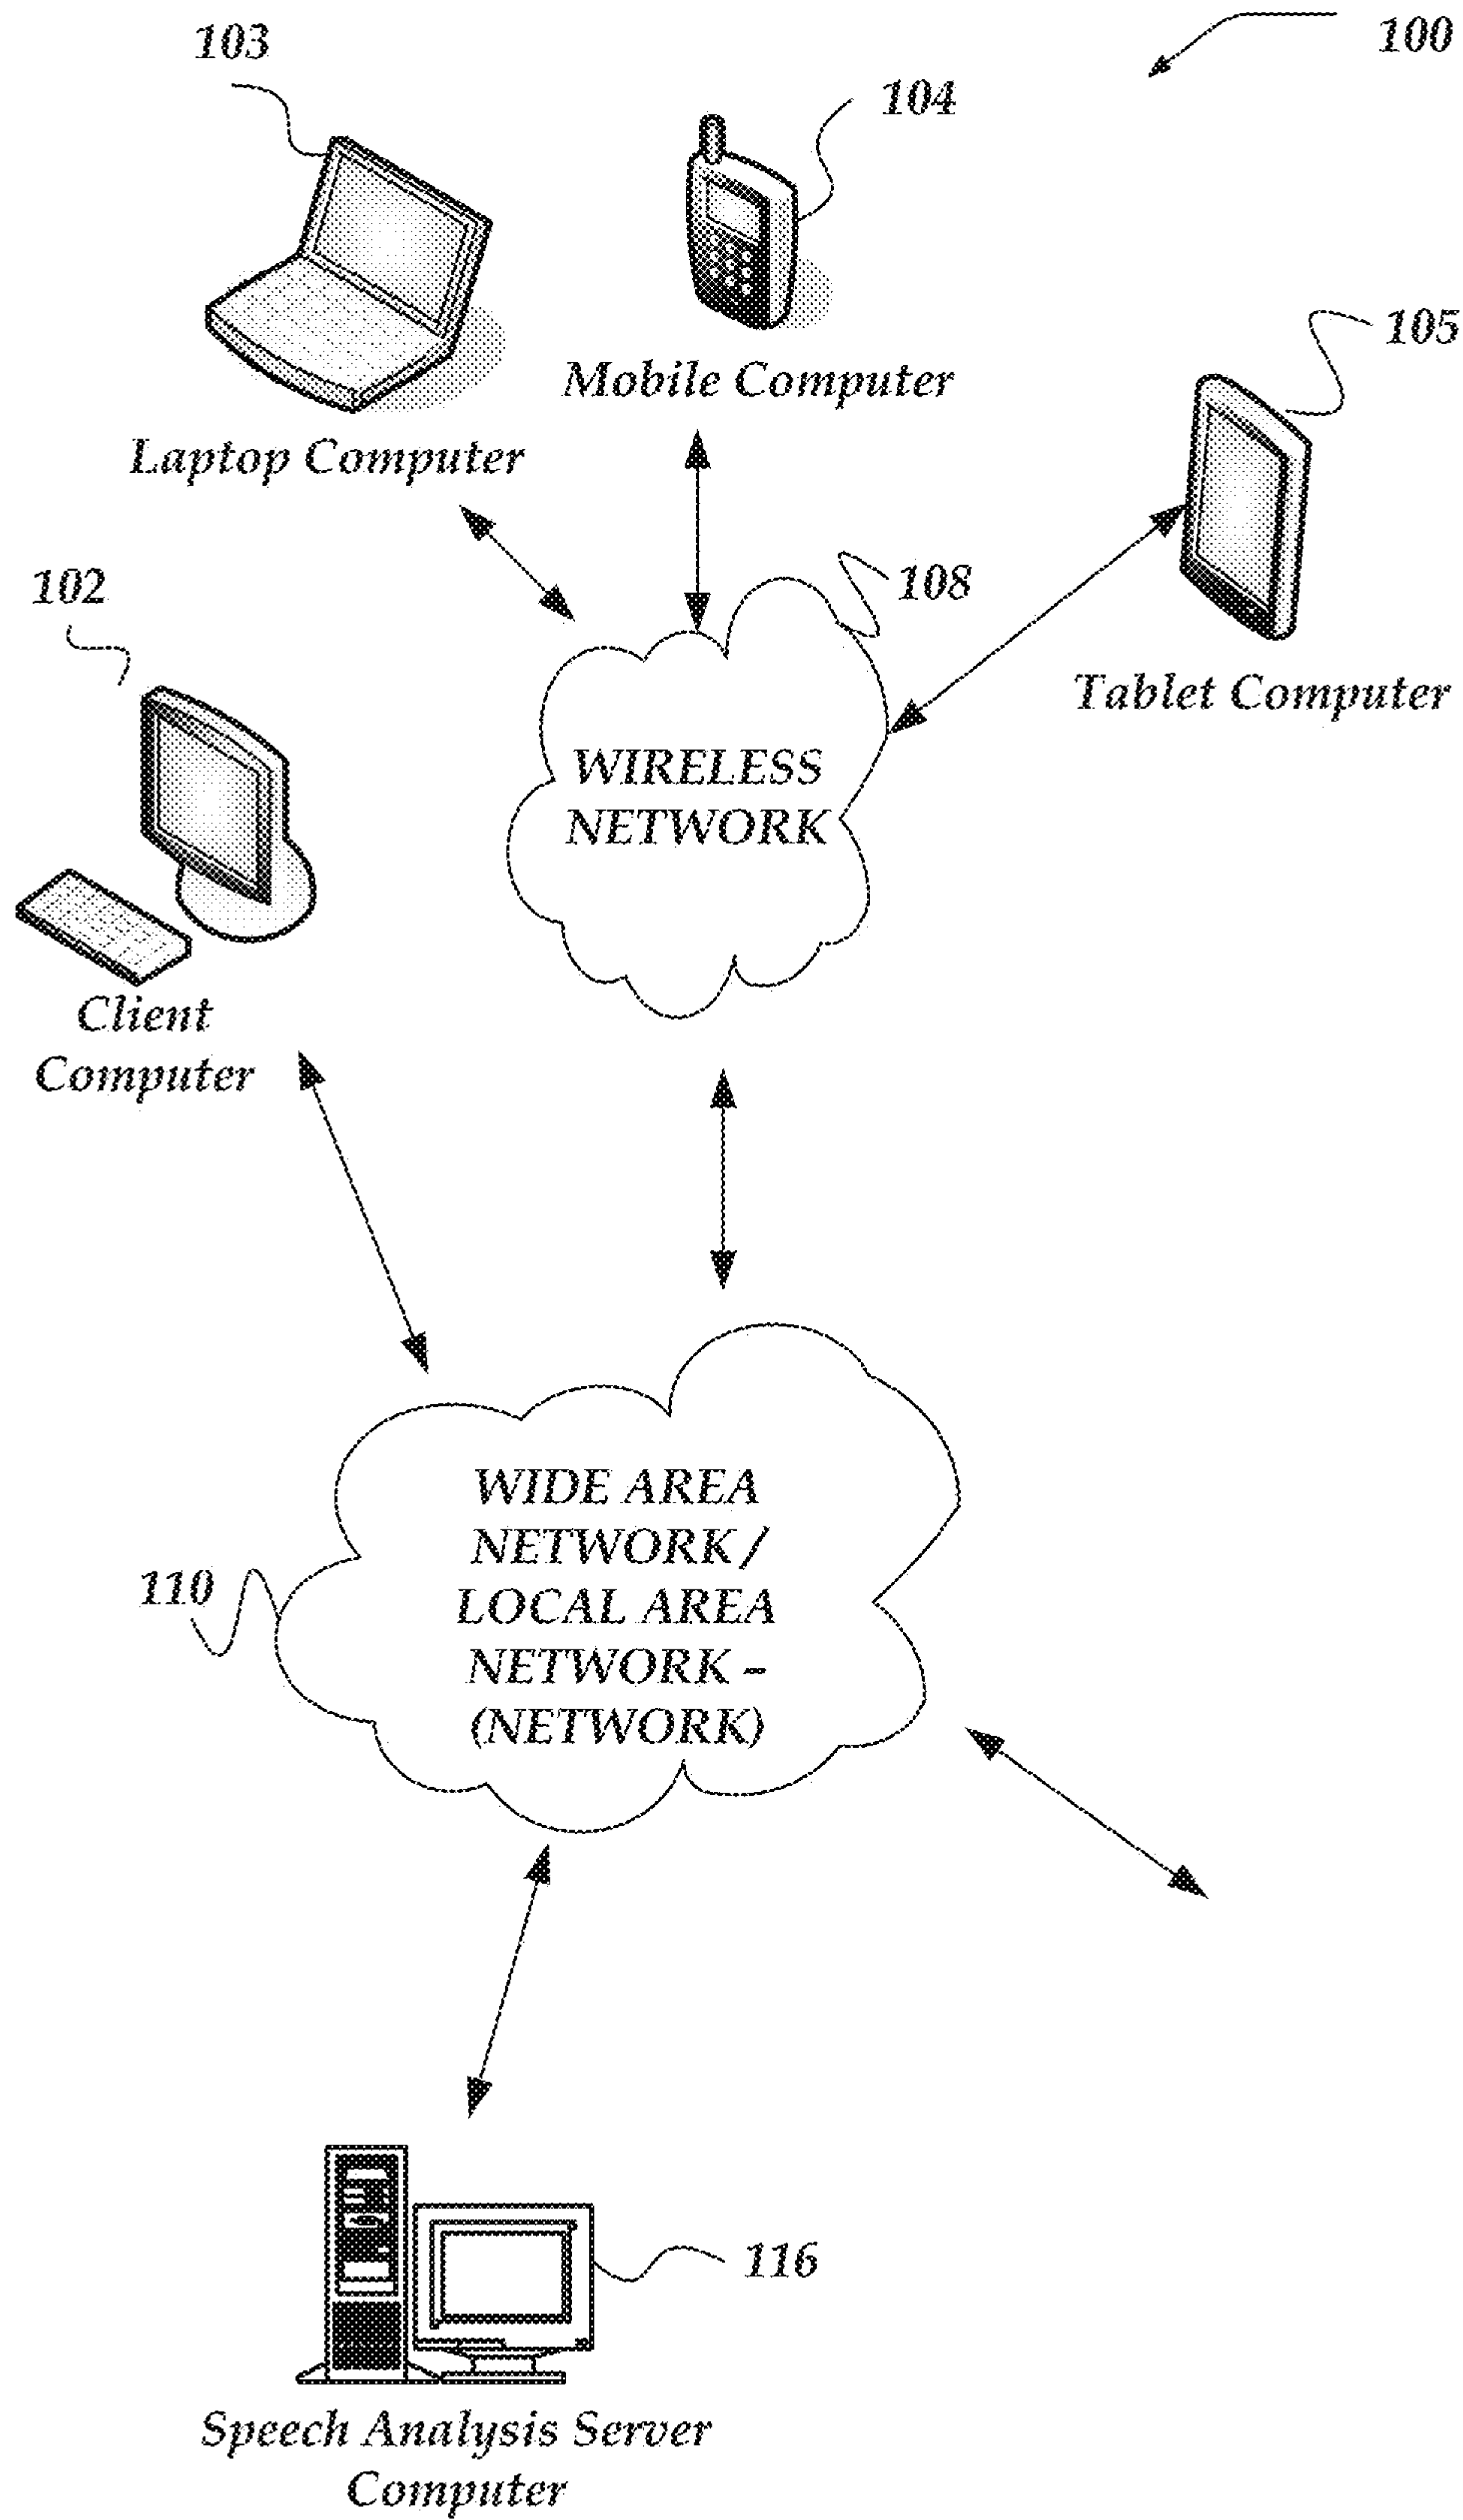 103
100
104
105
Mobile Computer
Laptop Computer
108
102
Tablet Computer
WIRELESS
NETWORK
Client
Computer
WIDE AREA
NETWORK /
LOCAL AREA
NETWORK –
(NETWORK)
110
116
Speech Analysis Server
Computer